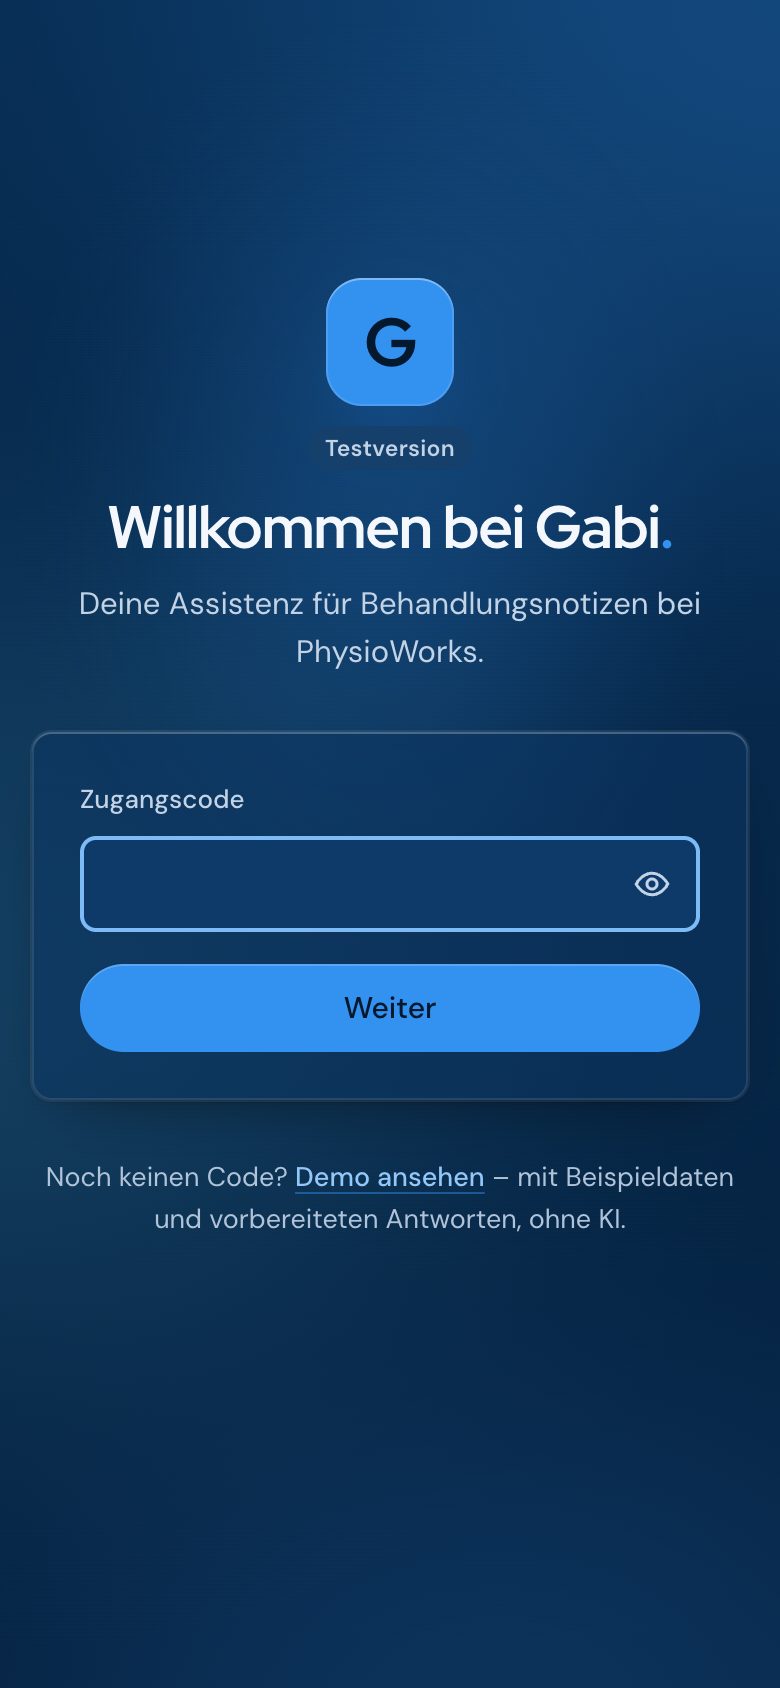 G
Testversion
Willkommen bei Gabi.
Deine Assistenz für Behandlungsnotizen bei
PhysioWorks.
Zugangscode
Weiter
Noch keinen Code? Demo ansehen – mit Beispieldaten
und vorbereiteten Antworten, ohne KI.